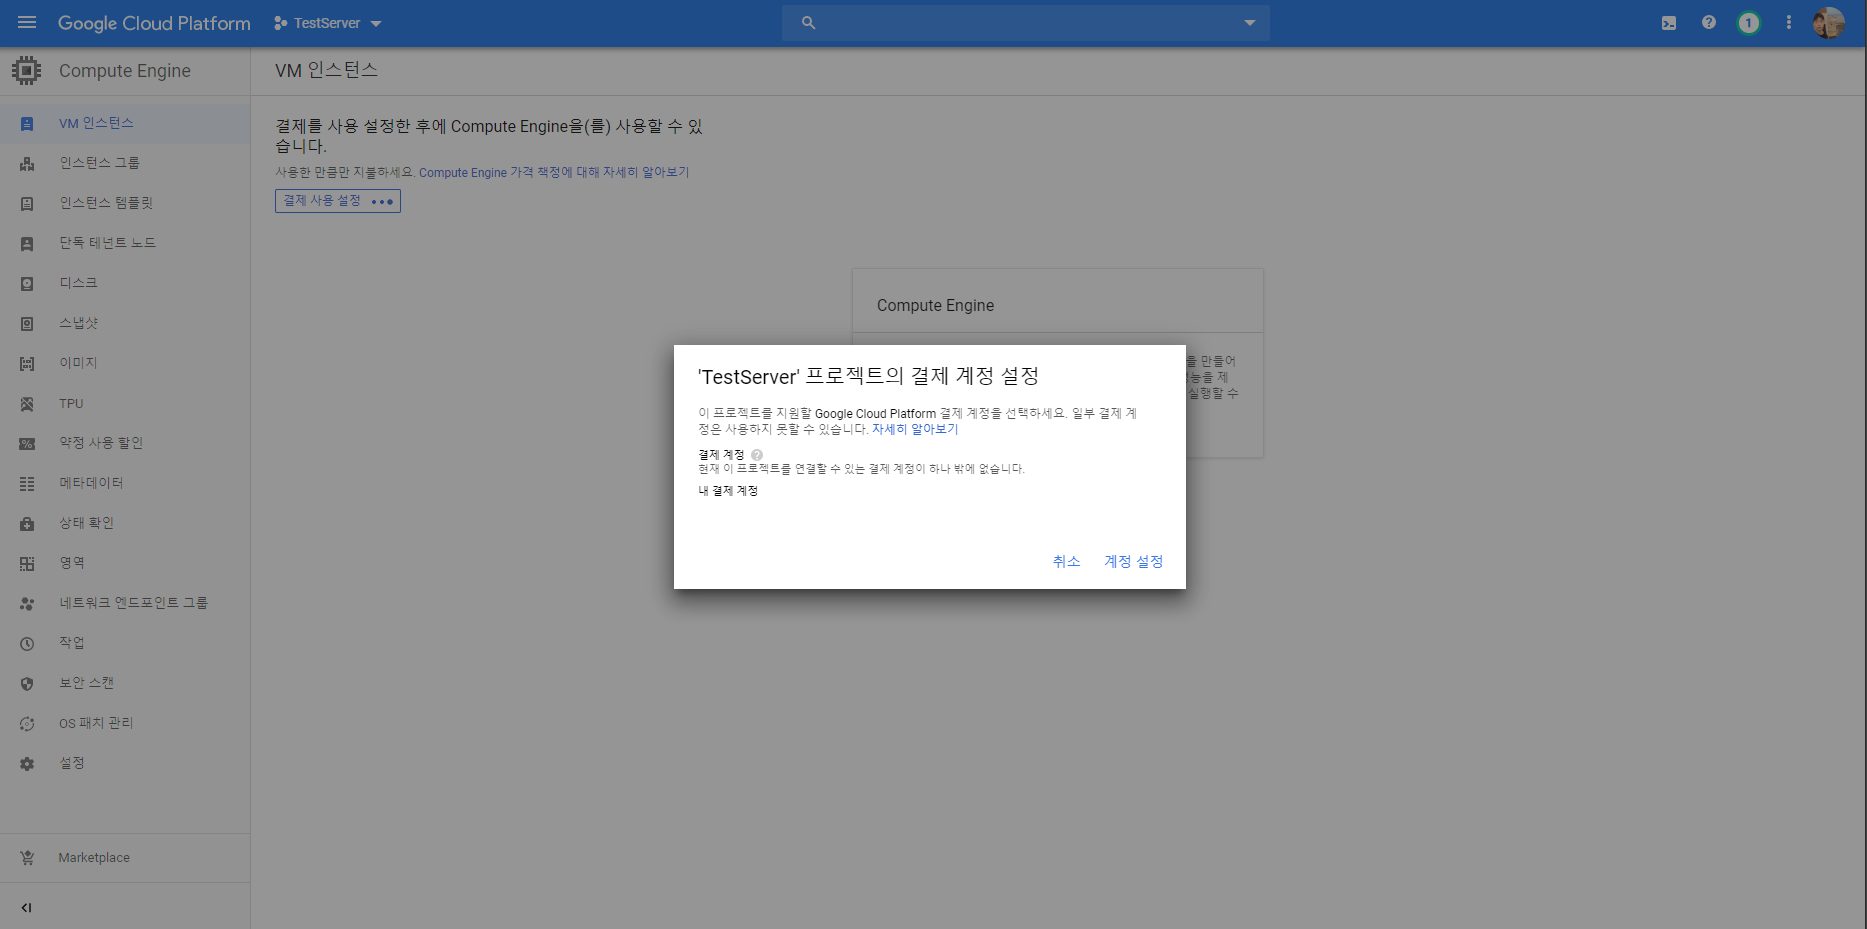 Google Cloud Platform
TestServer
1
Compute Engine
VM 인스턴스
VM 인스턴스
인스턴스 그룹
인스턴스 템플릿
단독 테넌트 노드
디스크
스냅샷
이미지
TPU
약정 사용 할인
메타데이터
상태 확인
영역
네트워크 엔드포인트 그룹
작업
보안 스캔
OS 패치 관리
설정
Marketplace
결제를 사용 설정한 후에 Compute Engine을(를) 사용할 수 있
습니다.
사용한 만큼만 지불하세요. Compute Engine 가격 책정에 대해 자세히 알아보기
결제 사용 설정
Compute Engine
를 만들어
능을 제
실행할 수
'TestServer' 프로젝트의 결제 계정 설정
이 프로젝트를 지원할 Google Cloud Platform 결제 계정을 선택하세요. 일부 결제 계
정은 사용하지 못할 수 있습니다. 자세히 알아보기
결제 계정
현재 이 프로젝트를 연결할 수 있는 결제 계정이 하나 밖에 없습니다.
내 결제 계정
취소 계정 설정